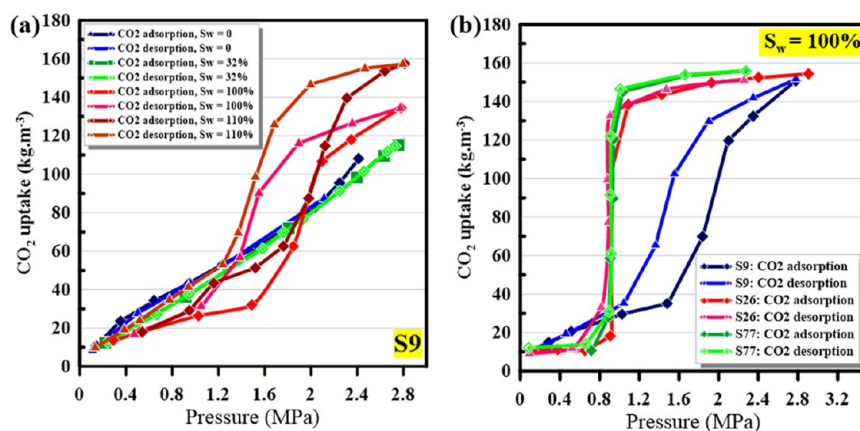 (a)
CO2 adsorption, Sw = 0
CO2 desorption, Sw = 0
CO2 adsorption, Sw = 32%
CO2 desorption, Sw = 32%
CO2 adsorption, Sw = 100%
CO2 desorption, Sw = 100%
CO2 adsorption, Sw = 110%
CO2 desorption, Sw = 110%
180
160
140
120
100
80
60
40
20
0
CO₂ uptake (kg.m⁻³)
S9
0 0.4 0.8 1.2 1.6 2 2.4 2.8
Pressure (MPa)
(b)
Sw = 100%
180
160
140
120
100
80
60
40
20
0
CO₂ uptake (kg.m⁻³)
S9: CO2 adsorption
S9: CO2 desorption
S26: CO2 adsorption
S26: CO2 desorption
S77: CO2 adsorption
S77: CO2 desorption
0 0.4 0.8 1.2 1.6 2 2.4 2.8 3.2
Pressure (MPa)